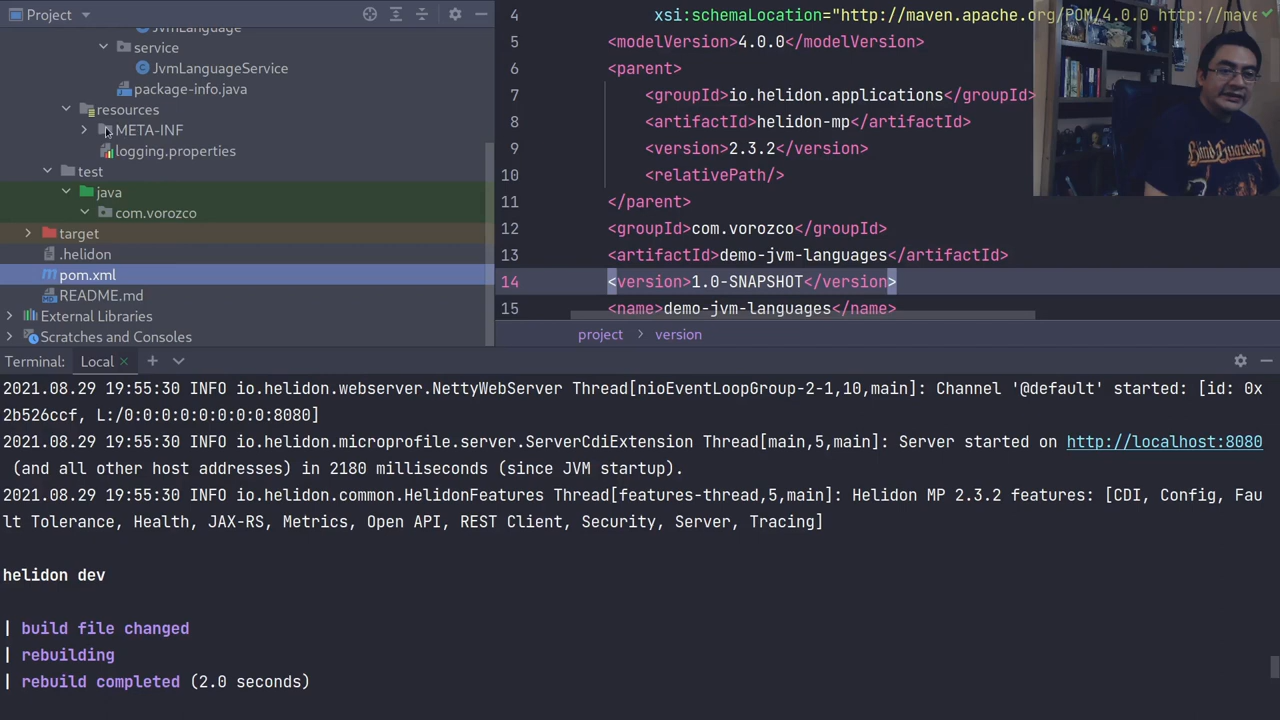 Project
JvmLanguage
service
JvmLanguageService
package-info.java
resources
META-INF
logging.properties
test
java
com.vorozco
target
.helidon
pom.xml
README.md
External Libraries
Scratches and Consoles
4 xsi:schemaLocation="http://maven.apache.org/POM/4.0.0 http://mave
5 <modelVersion>4.0.0</modelVersion>
6 <parent>
7 <groupId>io.helidon.applications</groupId>
8 <artifactId>helidon-mp</artifactId>
9 <version>2.3.2</version>
10 <relativePath/>
11 </parent>
12 <groupId>com.vorozco</groupId>
13 <artifactId>demo-jvm-languages</artifactId>
14 <version>1.0-SNAPSHOT</version>
15 <name>demo-jvm-languages</name>
project > version
Terminal: Local
2021.08.29 19:55:30 INFO io.helidon.webserver.NettyWebServer Thread[nioEventLoopGroup-2-1,10,main]: Channel '@default' started: [id: 0x
2b526ccf, L:/0:0:0:0:0:0:0:0:8080]
2021.08.29 19:55:30 INFO io.helidon.microprofile.server.ServerCdiExtension Thread[main,5,main]: Server started on http://localhost:8080
(and all other host addresses) in 2180 milliseconds (since JVM startup).
2021.08.29 19:55:30 INFO io.helidon.common.HelidonFeatures Thread[features-thread,5,main]: Helidon MP 2.3.2 features: [CDI, Config, Fau
lt Tolerance, Health, JAX-RS, Metrics, Open API, REST Client, Security, Server, Tracing]
helidon dev
| build file changed
| rebuilding
| rebuild completed (2.0 seconds)